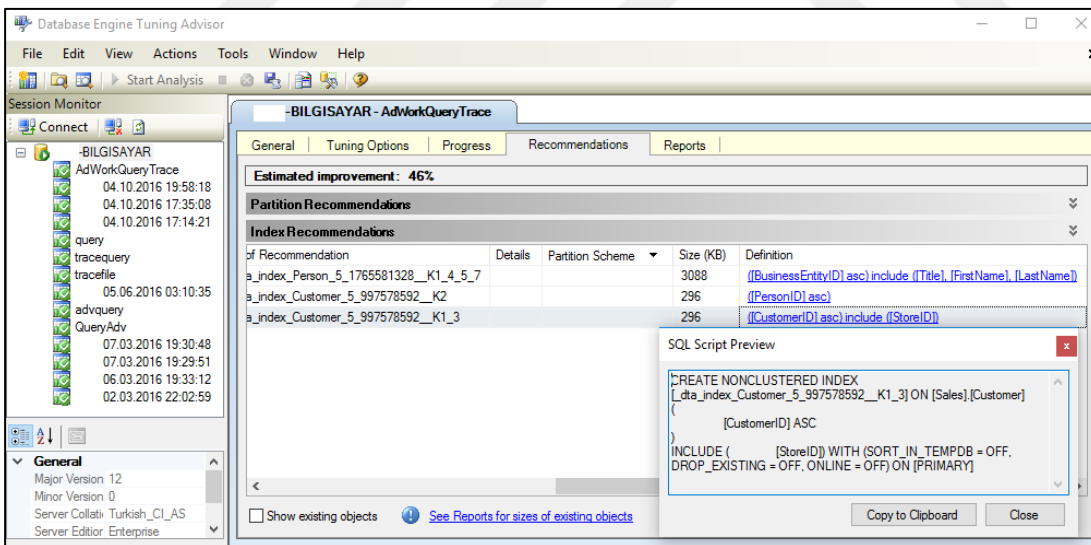 Database Engine Tuning Advisor
File Edit View Actions Tools Window Help
Start Analysis
Session Monitor
Connect
-BILGISAYAR
AdWorkQueryTrace
04.10.2016 19:58:18
04.10.2016 17:35:08
04.10.2016 17:14:21
query
tracequery
tracefile
05.06.2016 03:10:35
advquery
QueryAdv
07.03.2016 19:30:48
07.03.2016 19:29:51
06.03.2016 19:33:12
02.03.2016 22:02:59
General
Major Version 12
Minor Version 0
Server Collati Turkish_CI_AS
Server Edition Enterprise
-BILGISAYAR - AdWorkQueryTrace
General Tuning Options Progress Recommendations Reports
Estimated improvement: 46%
Partition Recommendations
Index Recommendations
of Recommendation Details Partition Scheme Size (KB) Definition
a_index_Person_5_1765581328__K1_4_5_7 3088 ([BusinessEntityID] asc) include ([Title], [FirstName], [LastName])
a_index_Customer_5_997578592__K2 296 ([PersonID] asc)
a_index_Customer_5_997578592__K1_3 296 ([CustomerID] asc) include ([StoreID])
SQL Script Preview
x
CREATE NONCLUSTERED INDEX
[_dta_index_Customer_5_997578592__K1_3] ON [Sales].[Customer]
(
[CustomerID] ASC
)
INCLUDE ( [StoreID]) WITH (SORT_IN_TEMPDB = OFF,
DROP_EXISTING = OFF, ONLINE = OFF) ON [PRIMARY]
Copy to Clipboard Close
Show existing objects See Reports for sizes of existing objects